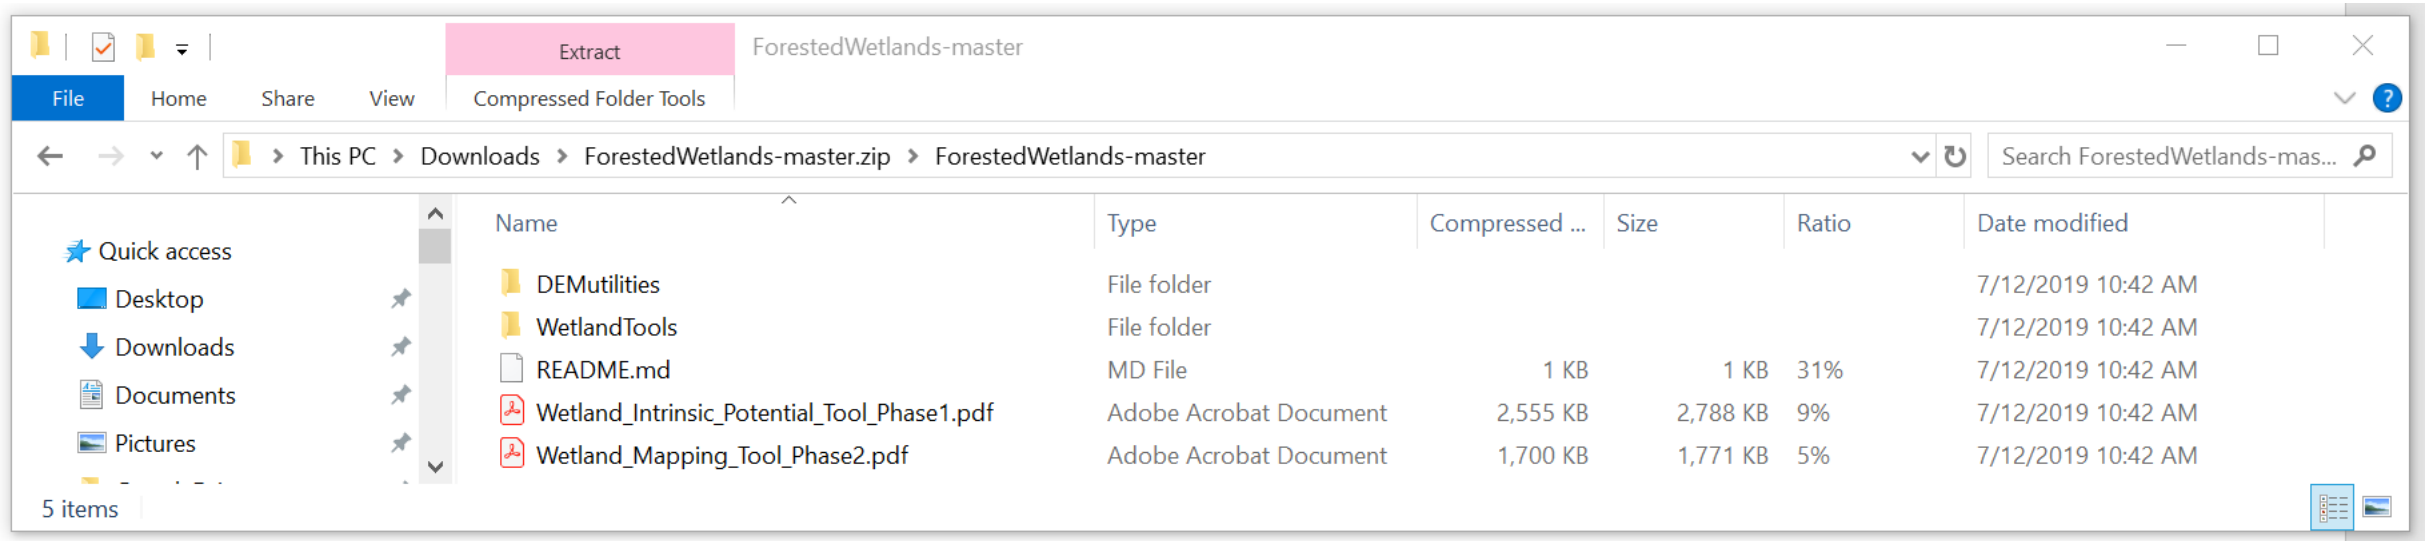 Extract ForestedWetlands-master
File Home Share View Compressed Folder Tools ?
This PC > Downloads > ForestedWetlands-master.zip > ForestedWetlands-master Search ForestedWetlands-mas...
Name Type Compressed ... Size Ratio Date modified
Quick access
Desktop
Downloads
Documents
Pictures
DEMutilities File folder 7/12/2019 10:42 AM
WetlandTools File folder 7/12/2019 10:42 AM
README.md MD File 1 KB 1 KB 31% 7/12/2019 10:42 AM
Wetland_Intrinsic_Potential_Tool_Phase1.pdf Adobe Acrobat Document 2,555 KB 2,788 KB 9% 7/12/2019 10:42 AM
Wetland_Mapping_Tool_Phase2.pdf Adobe Acrobat Document 1,700 KB 1,771 KB 5% 7/12/2019 10:42 AM
5 items